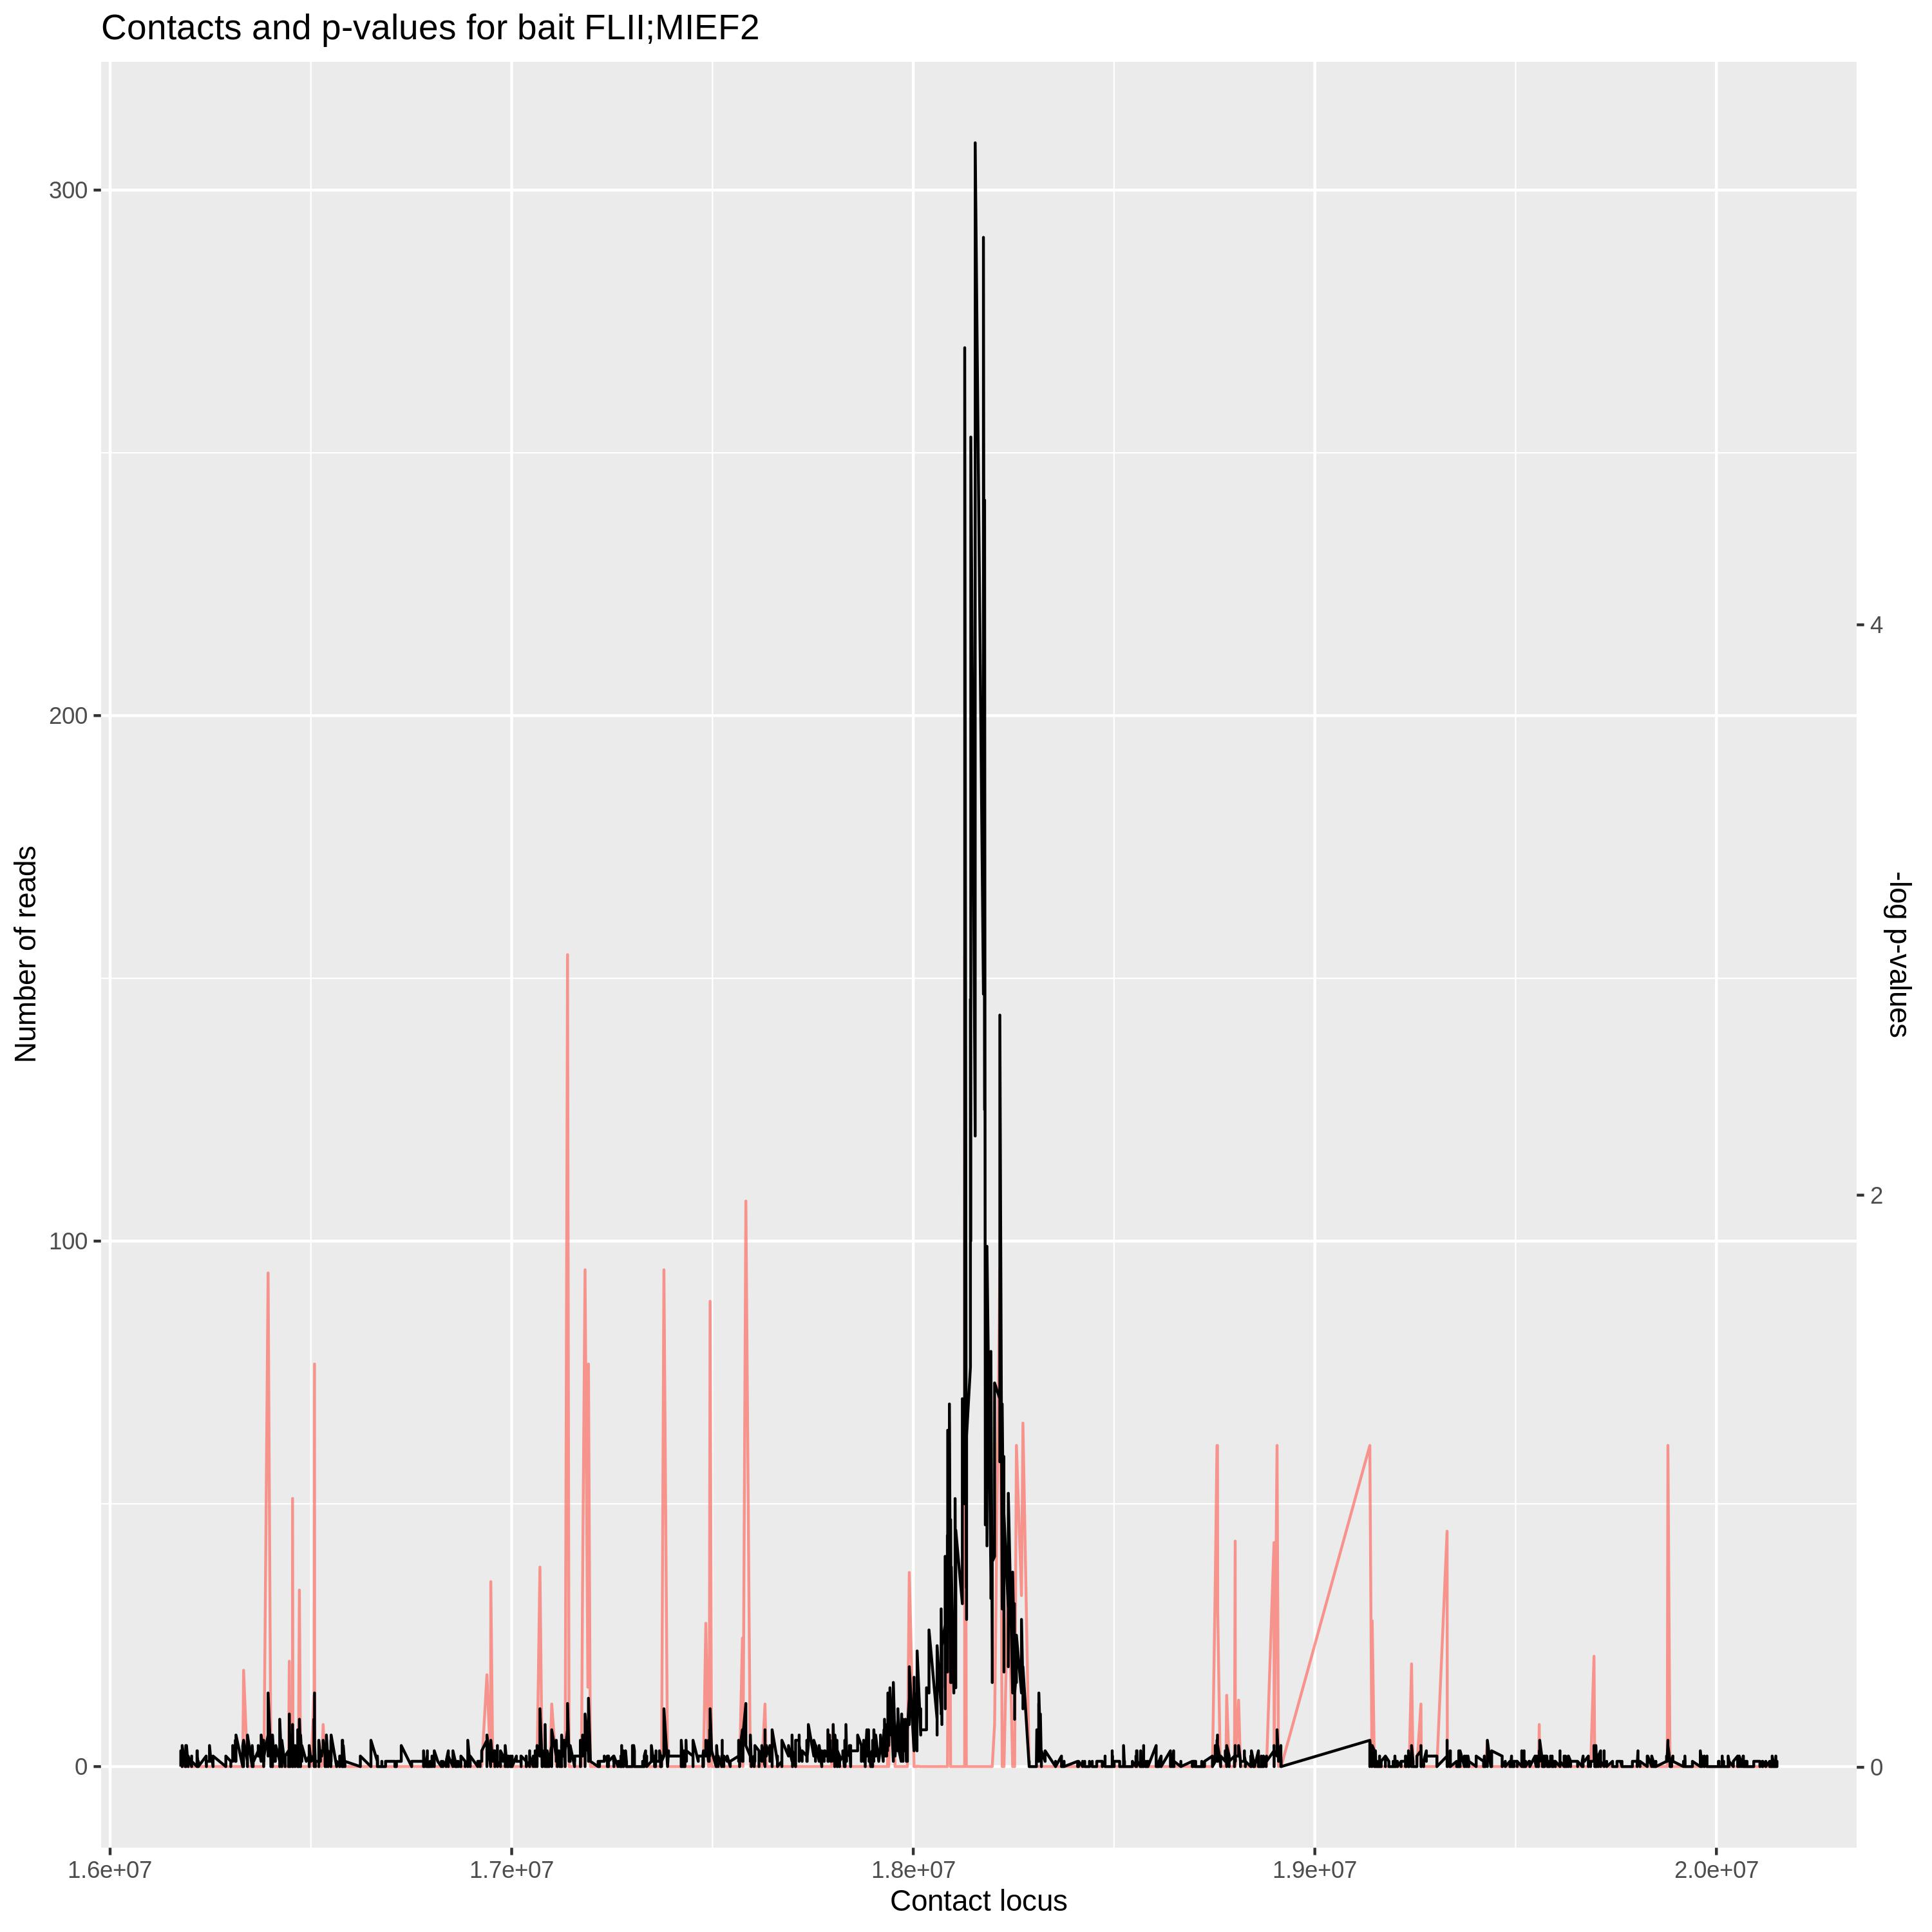 Contacts and p-values for bait FLII;MIEF2
300
200
100
0
Number of reads
4
2
0
-log p-values
1.6e+07
1.7e+07
1.8e+07
1.9e+07
2.0e+07
Contact locus